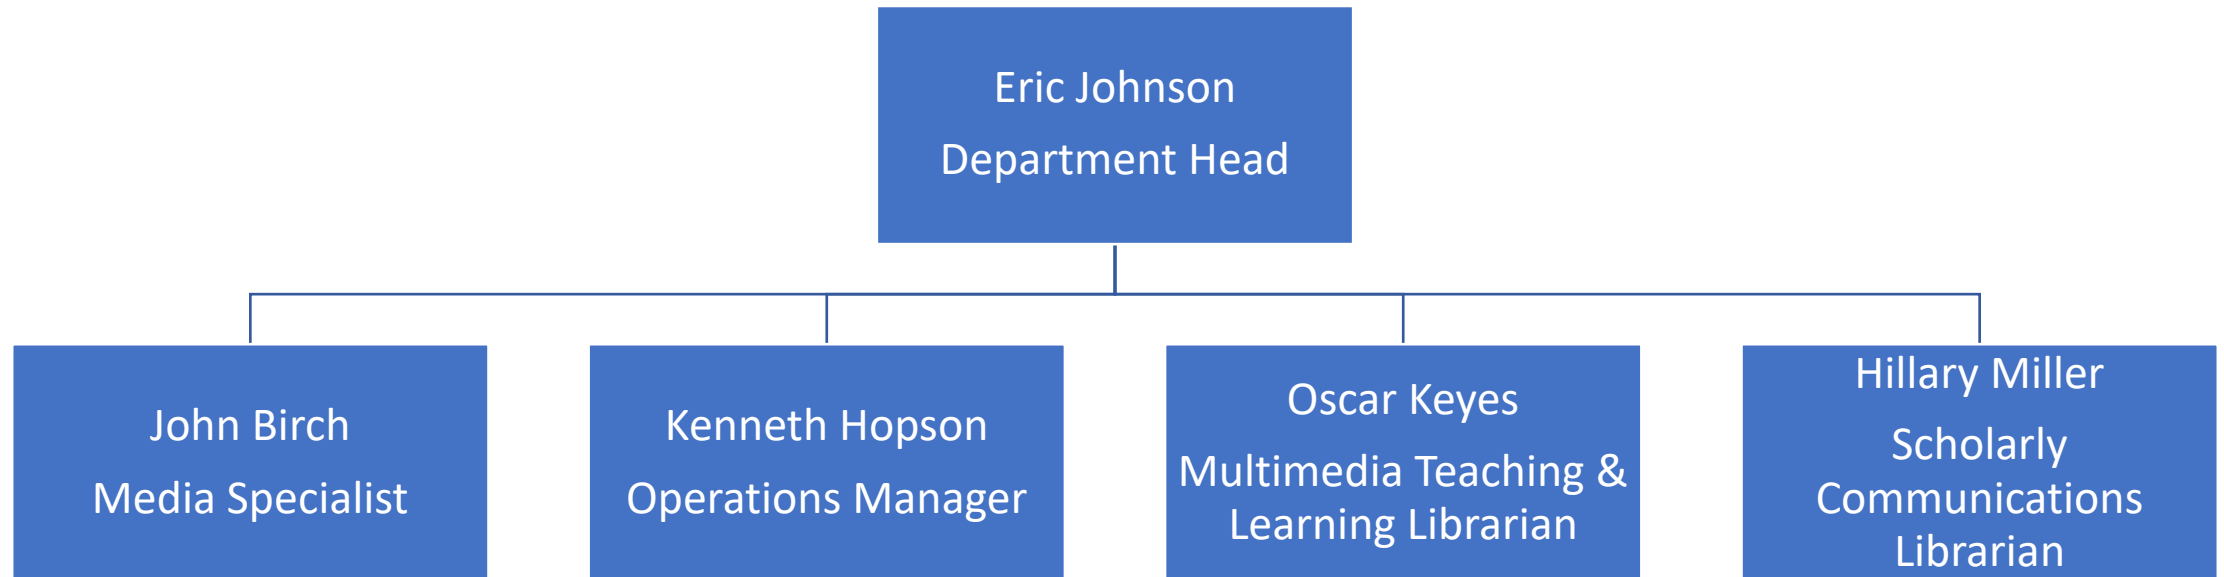 Eric Johnson
Department Head
John Birch
Media Specialist
Kenneth Hopson
Operations Manager
Oscar Keyes
Multimedia Teaching &
Learning Librarian
Hillary Miller
Scholarly
Communications
Librarian